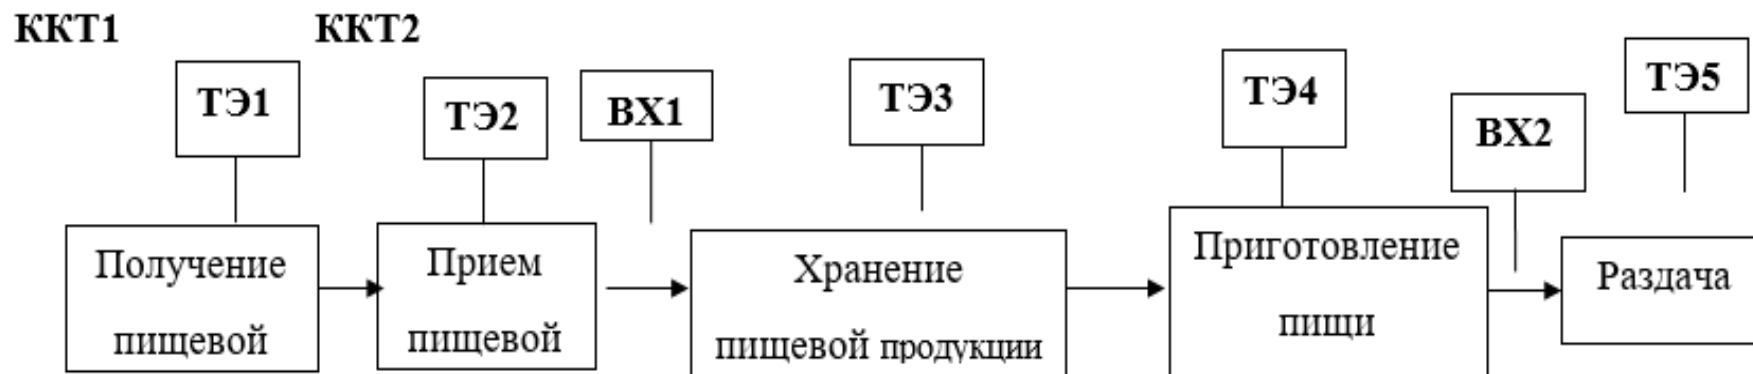 ККТ1 ККТ2
ТЭ1
ТЭ2
ВХ1
ТЭ3
ТЭ4
ВХ2
ТЭ5
Получение
пищевой
Прием
пищевой
Хранение
пищевой продукции
Приготовление
пищи
Раздача